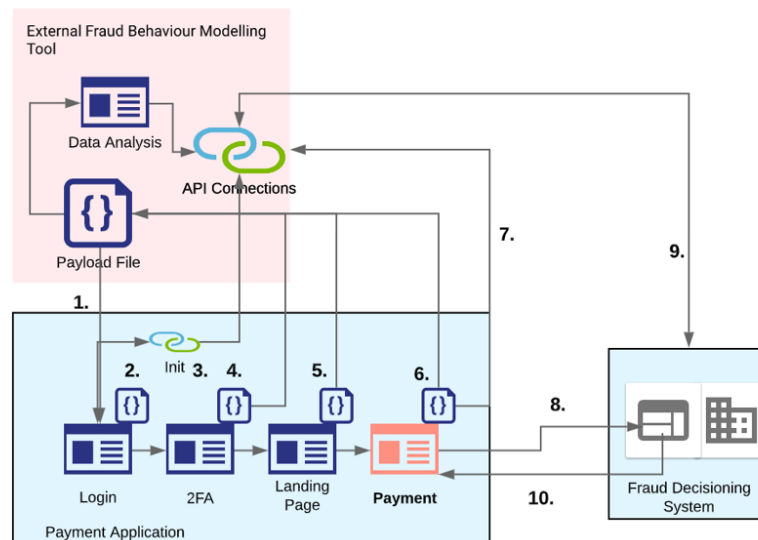 External Fraud Behaviour Modelling
Tool
Data Analysis
API Connections
{ }
Payload File
7.
9.
1.
Init
2.
3.
4.
5.
6.
{}
{}
{}
{}
8.
Login
2FA
Landing
Page
Payment
10.
Fraud Decisioning
System
Payment Application